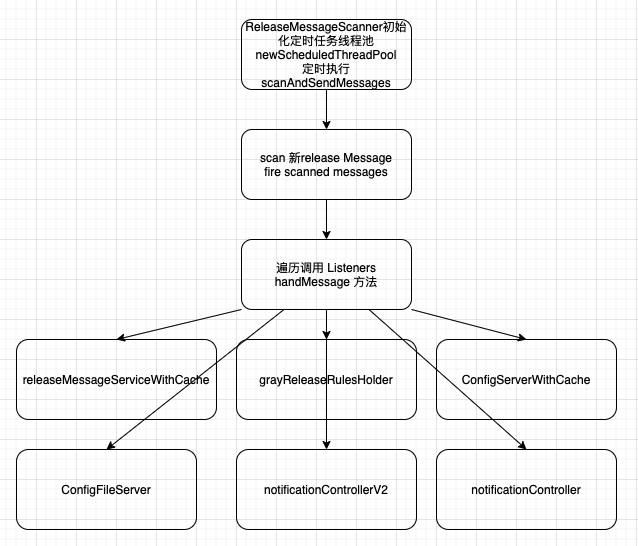 ReleaseMessageScanner初始
化定时任务线程池
newScheduledThreadPool
定时执行
scanAndSendMessages
scan 新release Message
fire scanned messages
遍历调用 Listeners
handMessage 方法
releaseMessageServiceWithCache
grayReleaseRulesHolder
ConfigServerWithCache
ConfigFileServer
notificationControllerV2
notificationController